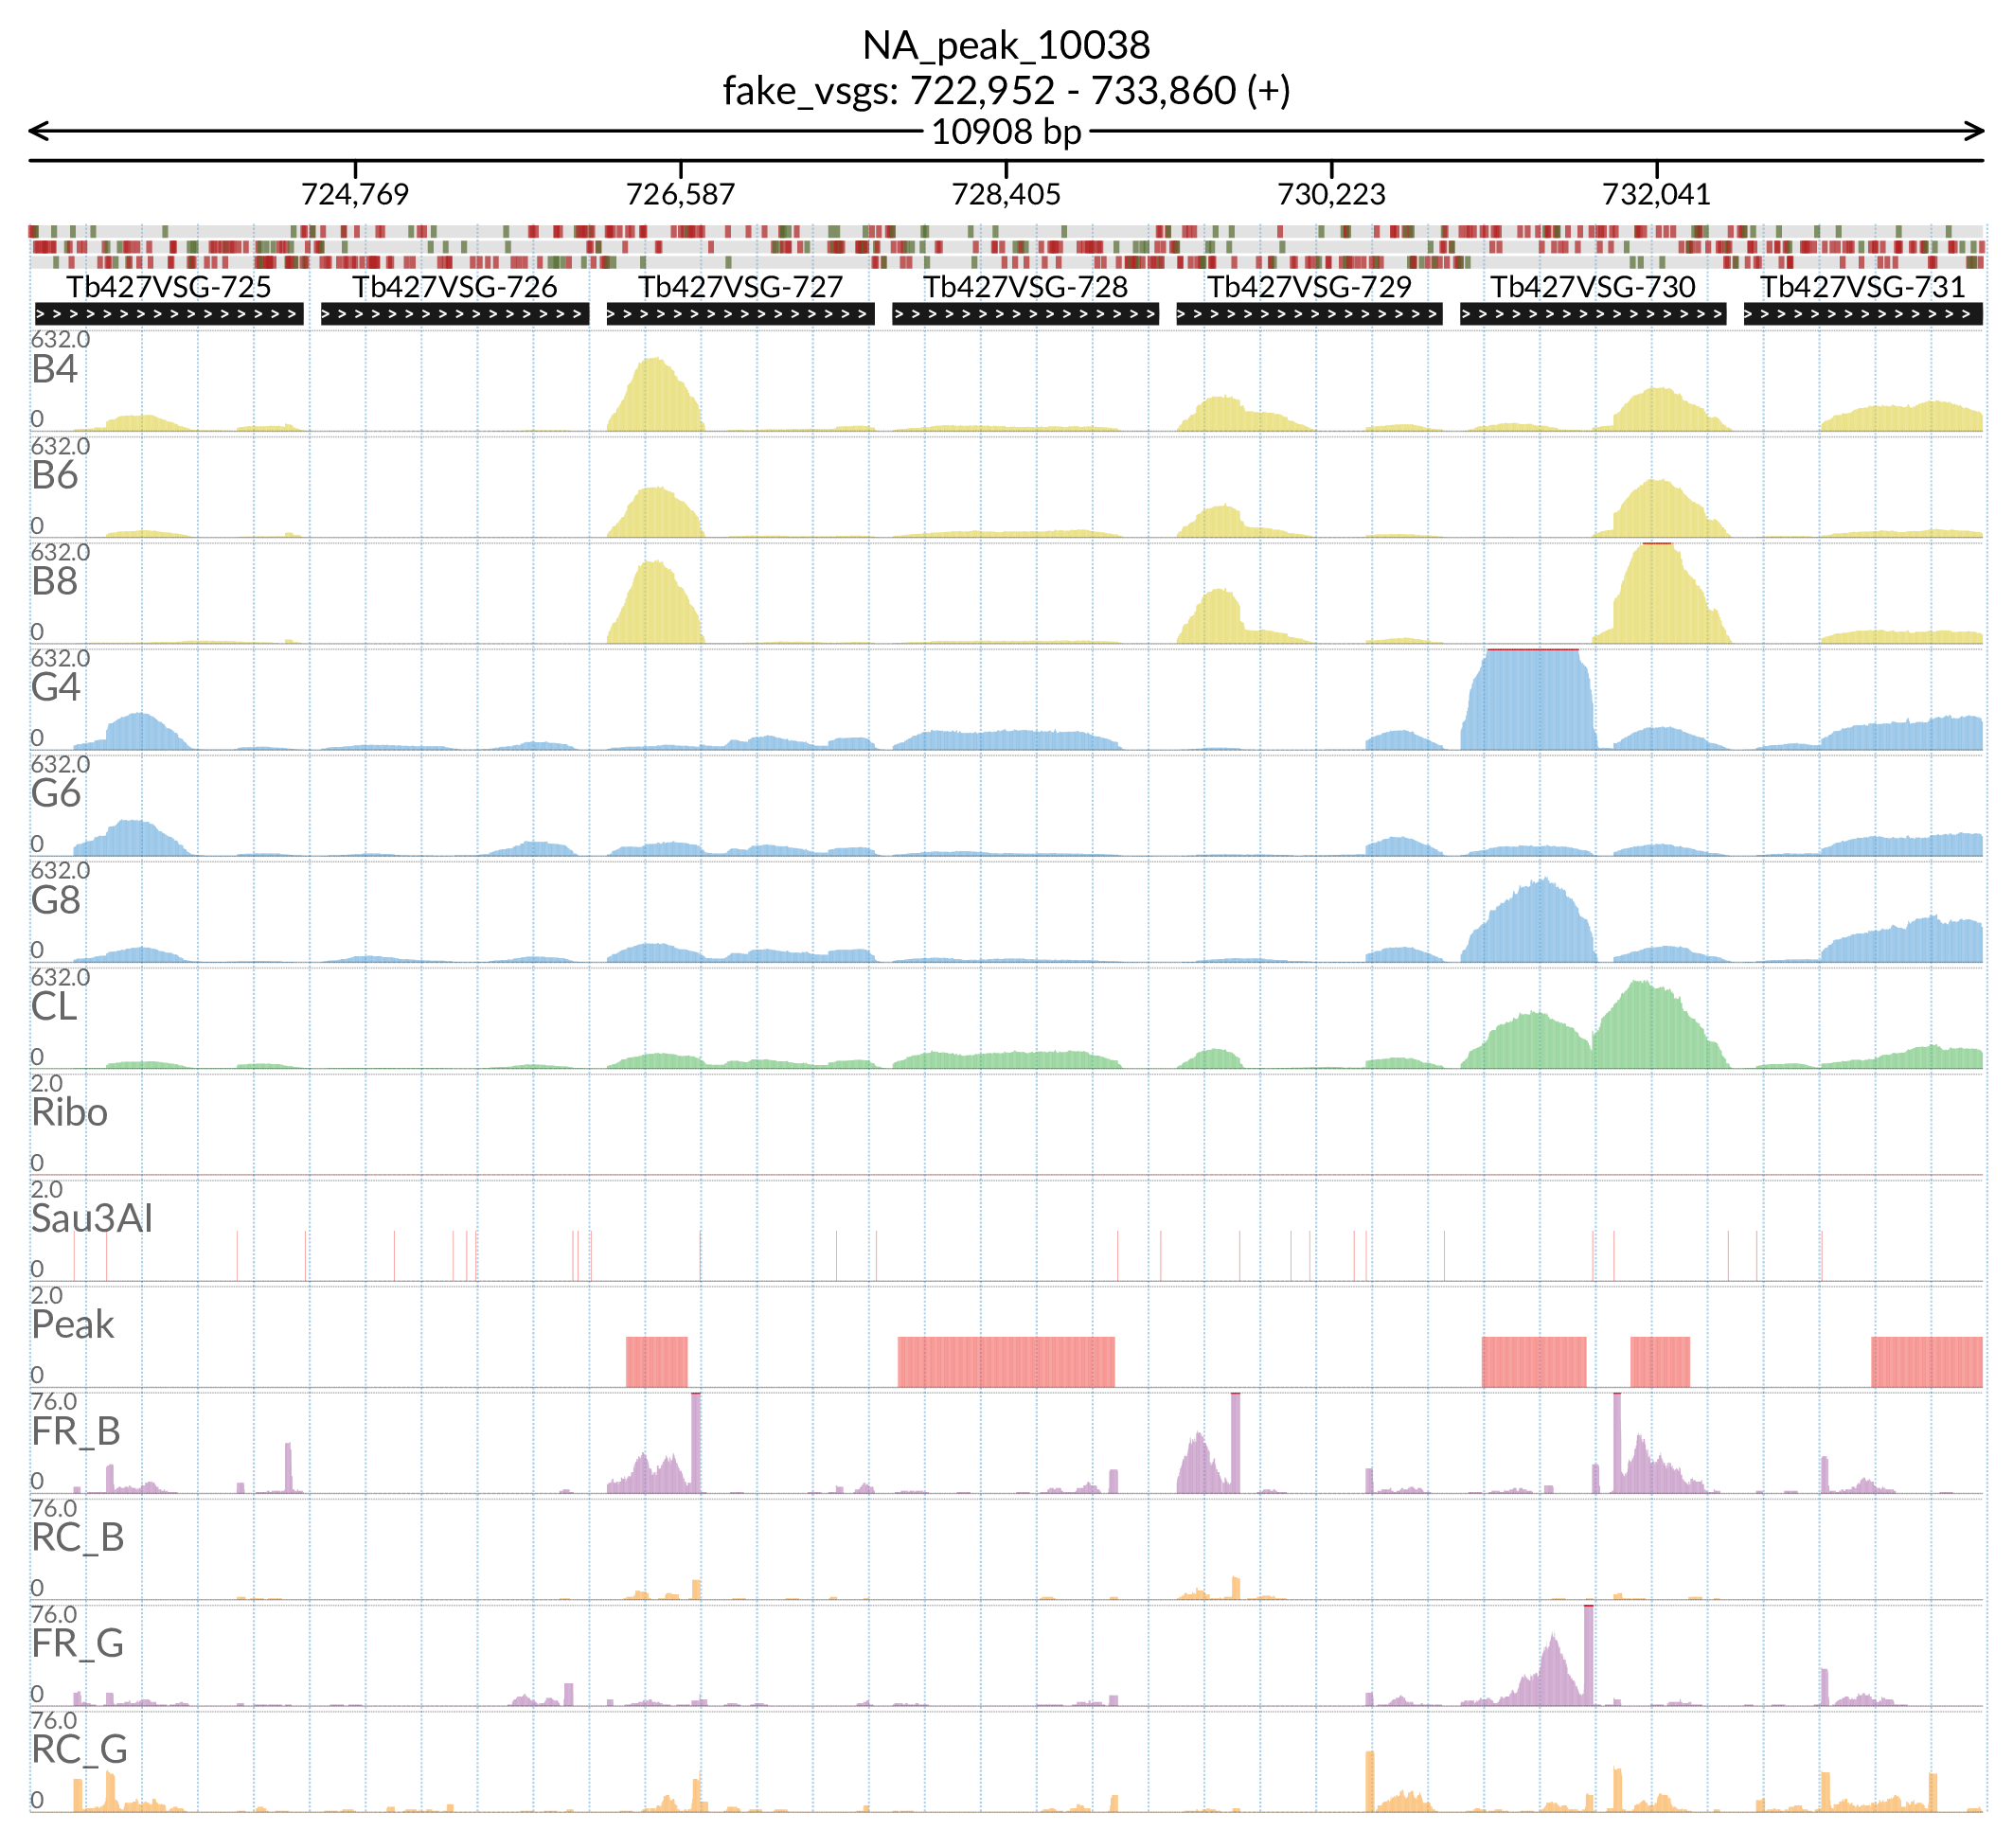 NA_peak_10038
fake_vsgs: 722,952 - 733,860 (+)
10908 bp
724,769 726,587 728,405 730,223 732,041
Tb427VSG-725 Tb427VSG-726 Tb427VSG-727 Tb427VSG-728 Tb427VSG-729 Tb427VSG-730 Tb427VSG-731
632.0
B4
0
632.0
B6
0
632.0
B8
0
632.0
G4
0
632.0
G6
0
632.0
G8
0
632.0
CL
0
2.0
Ribo
0
2.0
Sau3AI
0
2.0
Peak
0
76.0
FR_B
0
76.0
RC_B
0
76.0
FR_G
0
76.0
RC_G
0